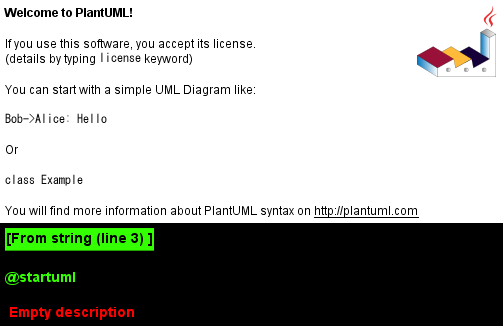 Welcome to PlantUML!
If you use this software, you accept its license.
(details by typing license keyword)
You can start with a simple UML Diagram like:
Bob->Alice: Hello
Or
class Example
You will find more information about PlantUML syntax on http://plantuml.com
[From string (line 3) ]
@startuml
Empty description